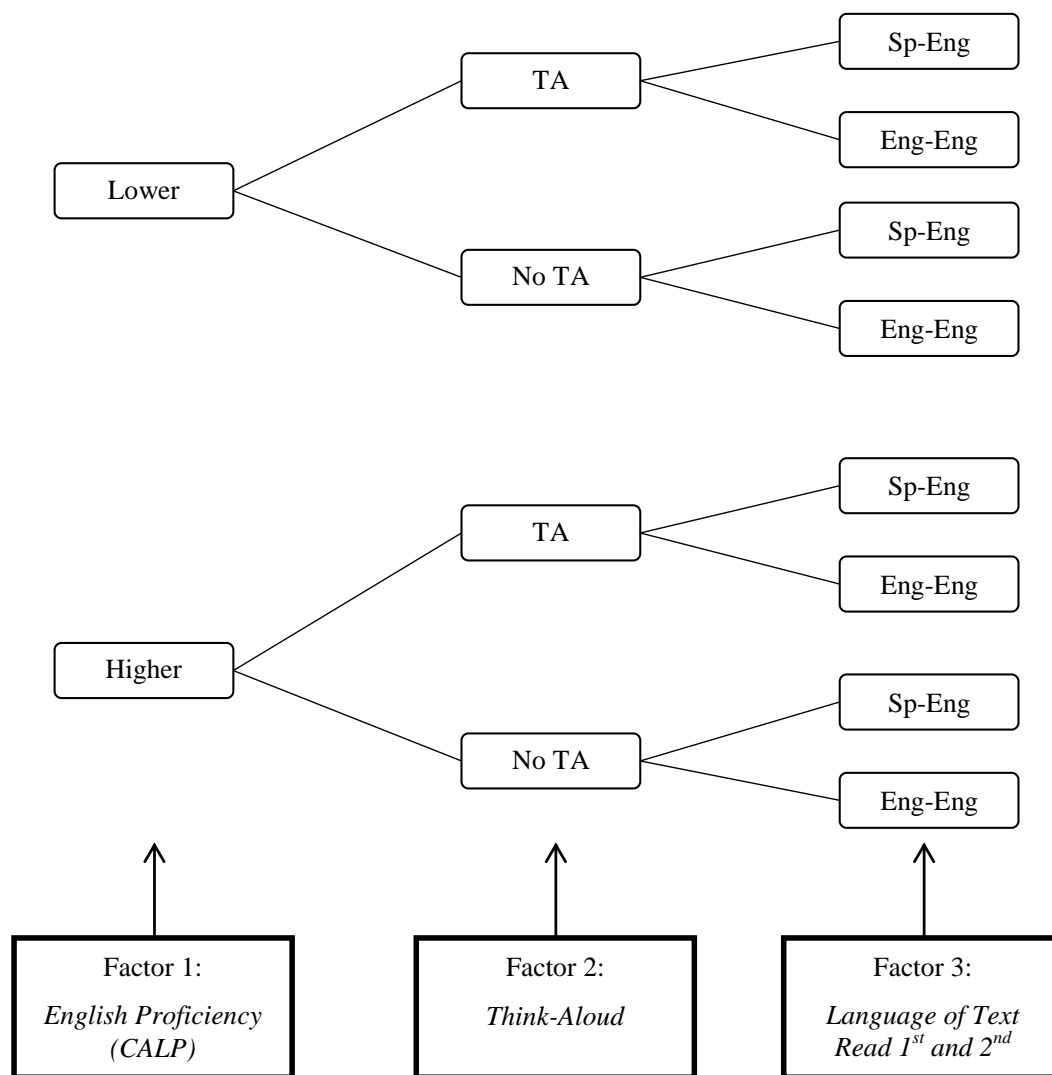 Sp-Eng
TA
Eng-Eng
Lower
Sp-Eng
No TA
Eng-Eng
Sp-Eng
TA
Eng-Eng
Higher
Sp-Eng
No TA
Eng-Eng
Factor 1:
English Proficiency
(CALP)
Factor 2:
Think-Aloud
Factor 3:
Language of Text
Read 1st and 2nd